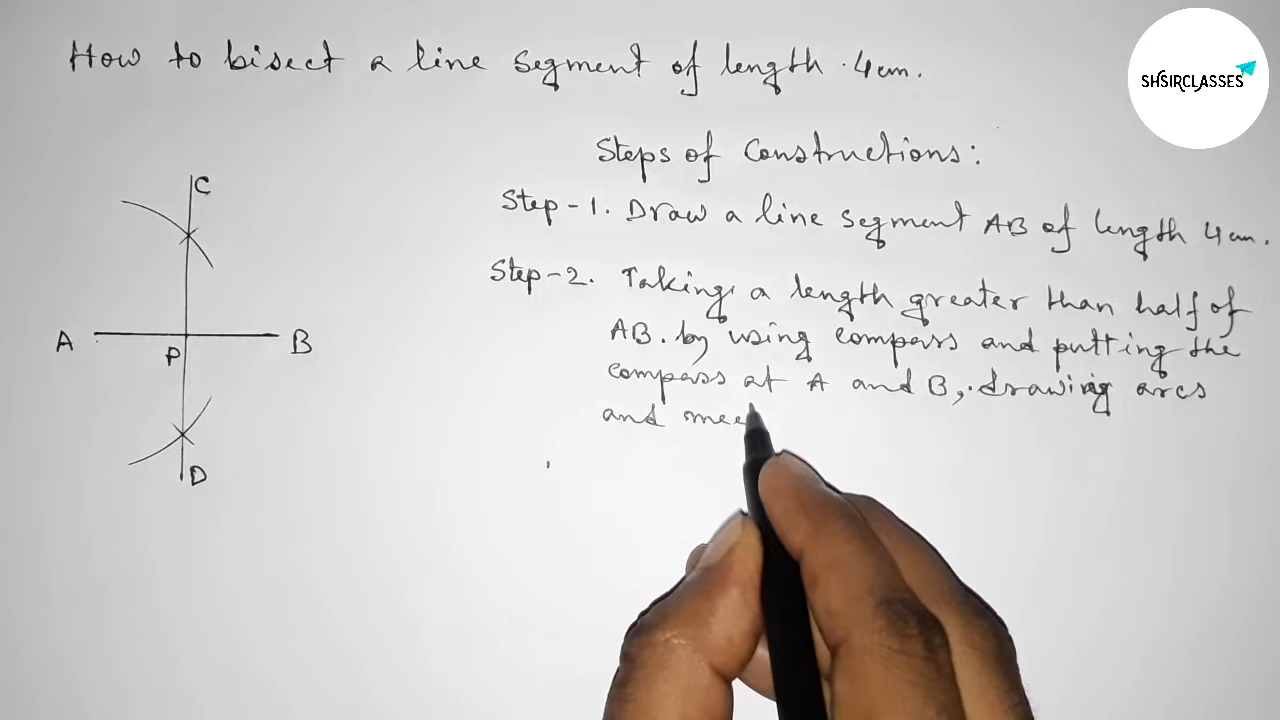 How to bisect a line segment of length 4cm.
SHSIRCLASSES
Steps of Constructions:
C
Step-1. Draw a line segment AB of length 4cm.
Step-2. Taking a length greater than half of
A
P
B
AB. by using compass and putting the
compass at A and B, drawing arcs
and mee
D